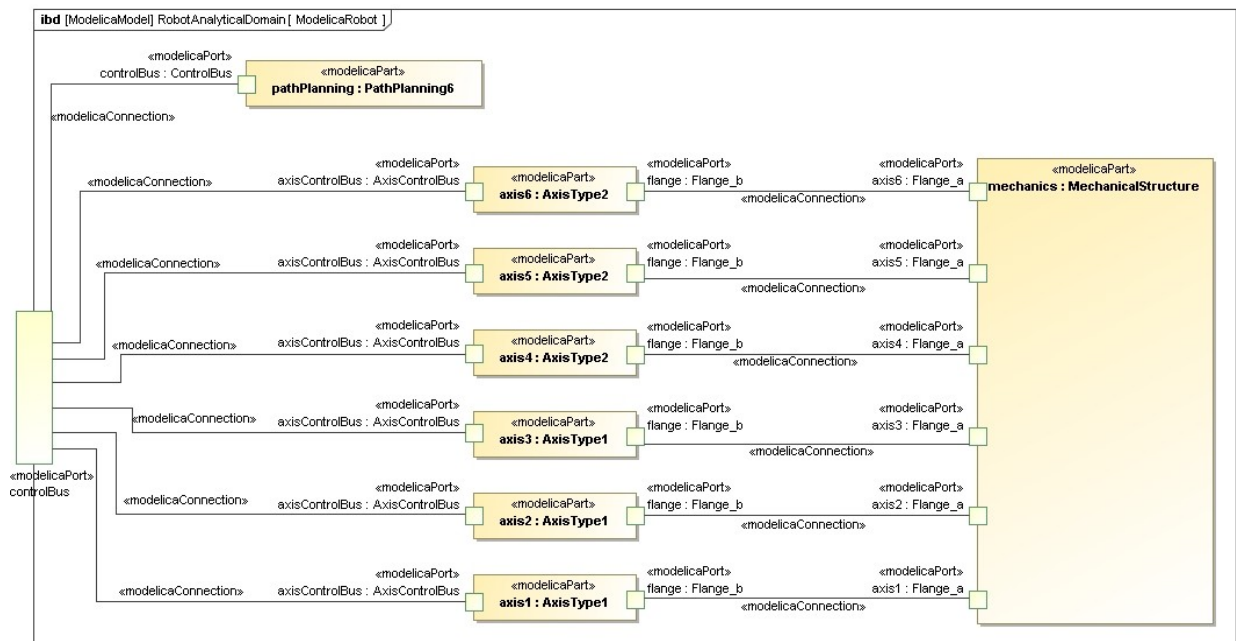 ibd [ModelicaModel] RobotAnalyticalDomain [ ModelicaRobot ]
«modelicaPort»
controlBus : ControlBus
«modelicaPart»
pathPlanning : PathPlanning6
«modelicaConnection»
«modelicaConnection»
«modelicaPort»
axisControlBus : AxisControlBus
«modelicaPart»
axis6 : AxisType2
«modelicaPort»
flange : Flange_b
«modelicaConnection»
«modelicaPort»
axis6 : Flange_a
«modelicaPart»
mechanics : MechanicalStructure
«modelicaConnection»
«modelicaPort»
axisControlBus : AxisControlBus
«modelicaPart»
axis5 : AxisType2
«modelicaPort»
flange : Flange_b
«modelicaConnection»
«modelicaPort»
axis5 : Flange_a
«modelicaConnection»
«modelicaPort»
axisControlBus : AxisControlBus
«modelicaPart»
axis4 : AxisType2
«modelicaPort»
flange : Flange_b
«modelicaConnection»
«modelicaPort»
axis4 : Flange_a
«modelicaConnection»
«modelicaPort»
axisControlBus : AxisControlBus
«modelicaPart»
axis3 : AxisType1
«modelicaPort»
flange : Flange_b
«modelicaConnection»
«modelicaPort»
axis3 : Flange_a
«modelicaPort»
controlBus
«modelicaConnection»
«modelicaPort»
axisControlBus : AxisControlBus
«modelicaPart»
axis2 : AxisType1
«modelicaPort»
flange : Flange_b
«modelicaConnection»
«modelicaPort»
axis2 : Flange_a
«modelicaConnection»
«modelicaPort»
axisControlBus : AxisControlBus
«modelicaPart»
axis1 : AxisType1
«modelicaPort»
flange : Flange_b
«modelicaConnection»
«modelicaPort»
axis1 : Flange_a